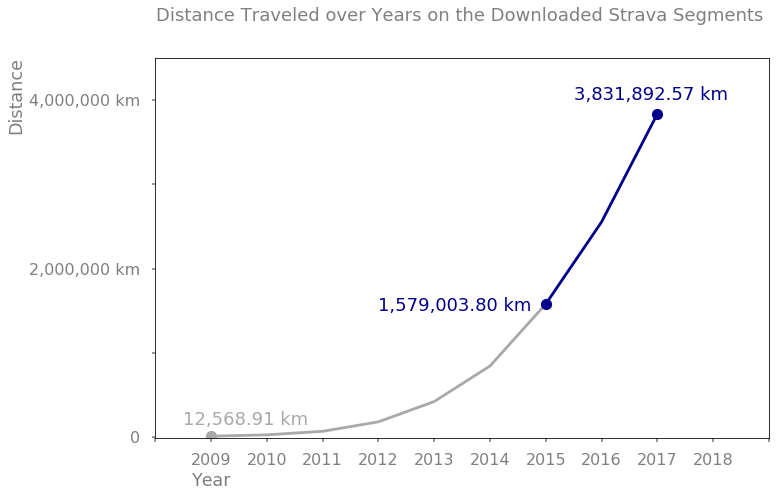 Distance Traveled over Years on the Downloaded Strava Segments
Distance
4,000,000 km
3,831,892.57 km
2,000,000 km
1,579,003.80 km
12,568.91 km
0
2009 2010 2011 2012 2013 2014 2015 2016 2017 2018
Year